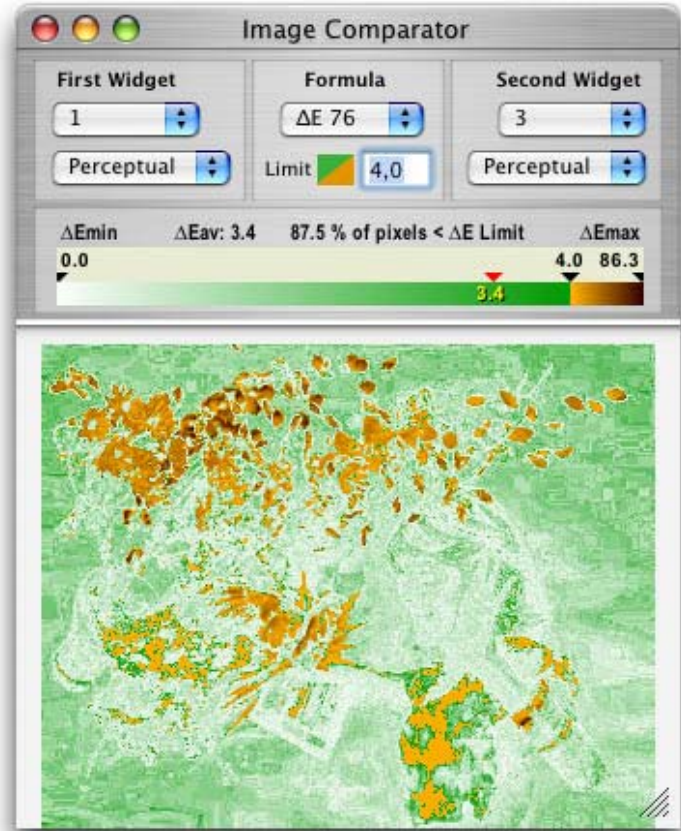 Image Comparator
First Widget
Formula
Second Widget
1
ΔE 76
3
Perceptual
Limit
4,0
Perceptual
ΔEmin
ΔEav: 3.4
87.5 % of pixels < ΔE Limit
ΔEmax
0.0
4.0
86.3
3.4